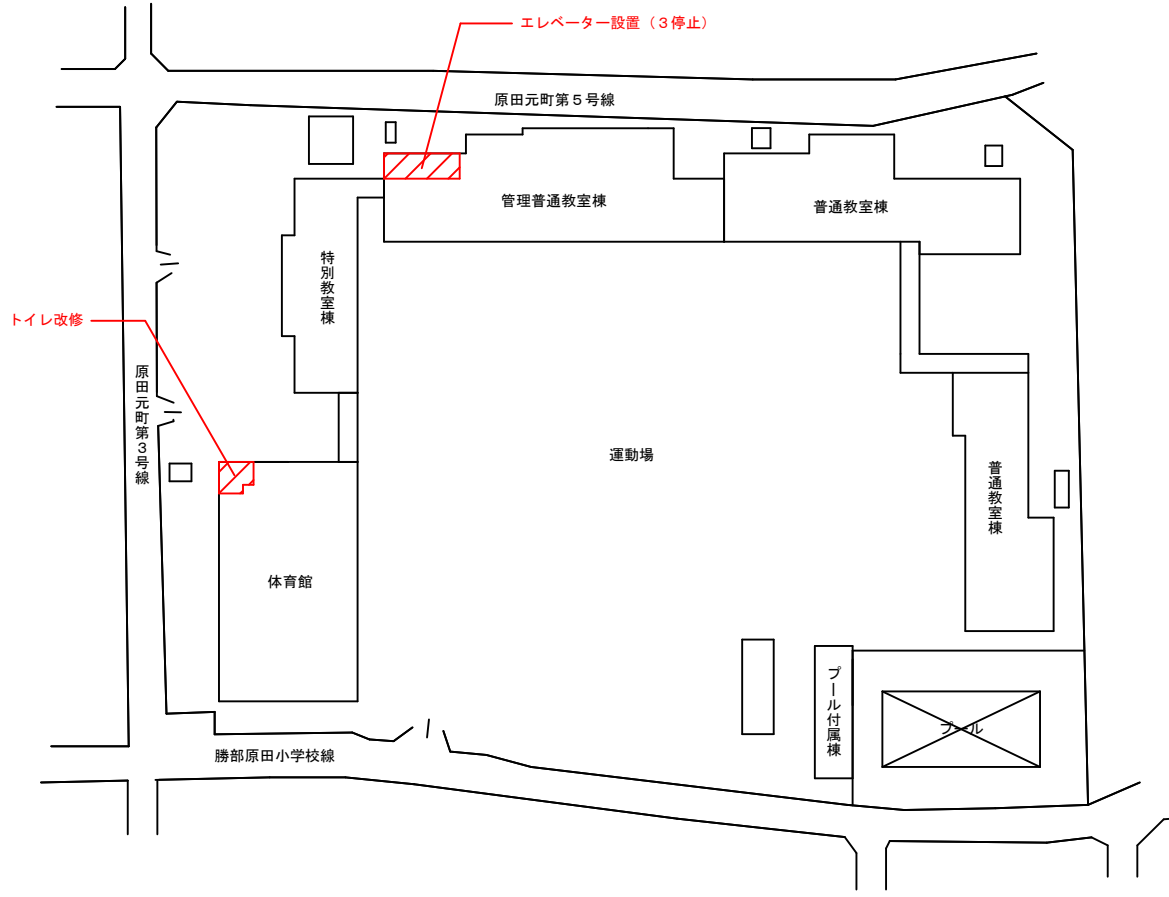 エレベーター設置（３停止）
原田元町第５号線
管理普通教室棟
普通教室棟
特別教室棟
トイレ改修
原田元町第３号線
運動場
普通教室棟
体育館
プール付属棟
プール
勝部原田小学校線